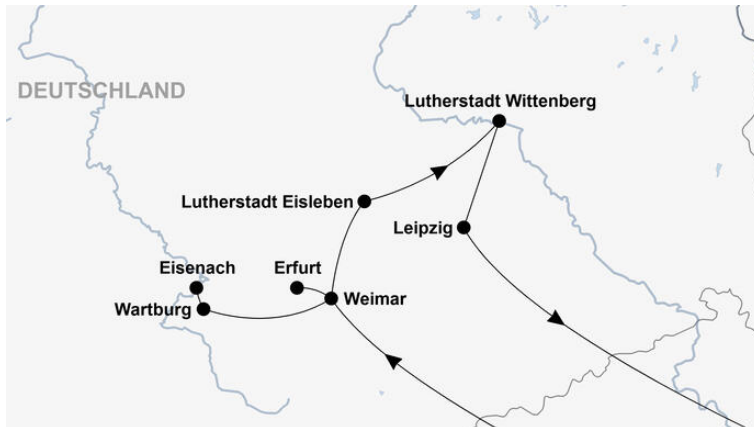 DEUTSCHLAND
Lutherstadt Wittenberg
Lutherstadt Eisleben
Leipzig
Eisenach
Erfurt
Wartburg
Weimar